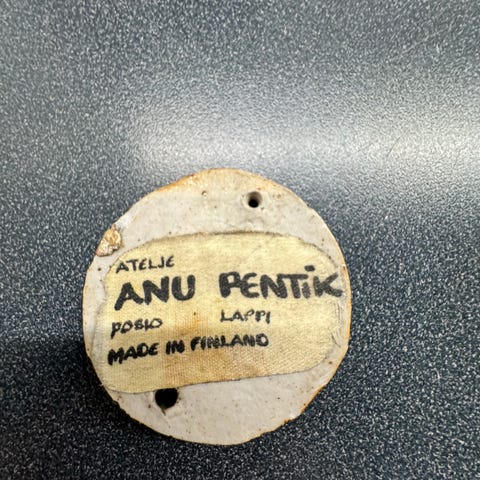 ATELJE
ANU PENTIK
POSIO LAPPI
MADE IN FINLAND